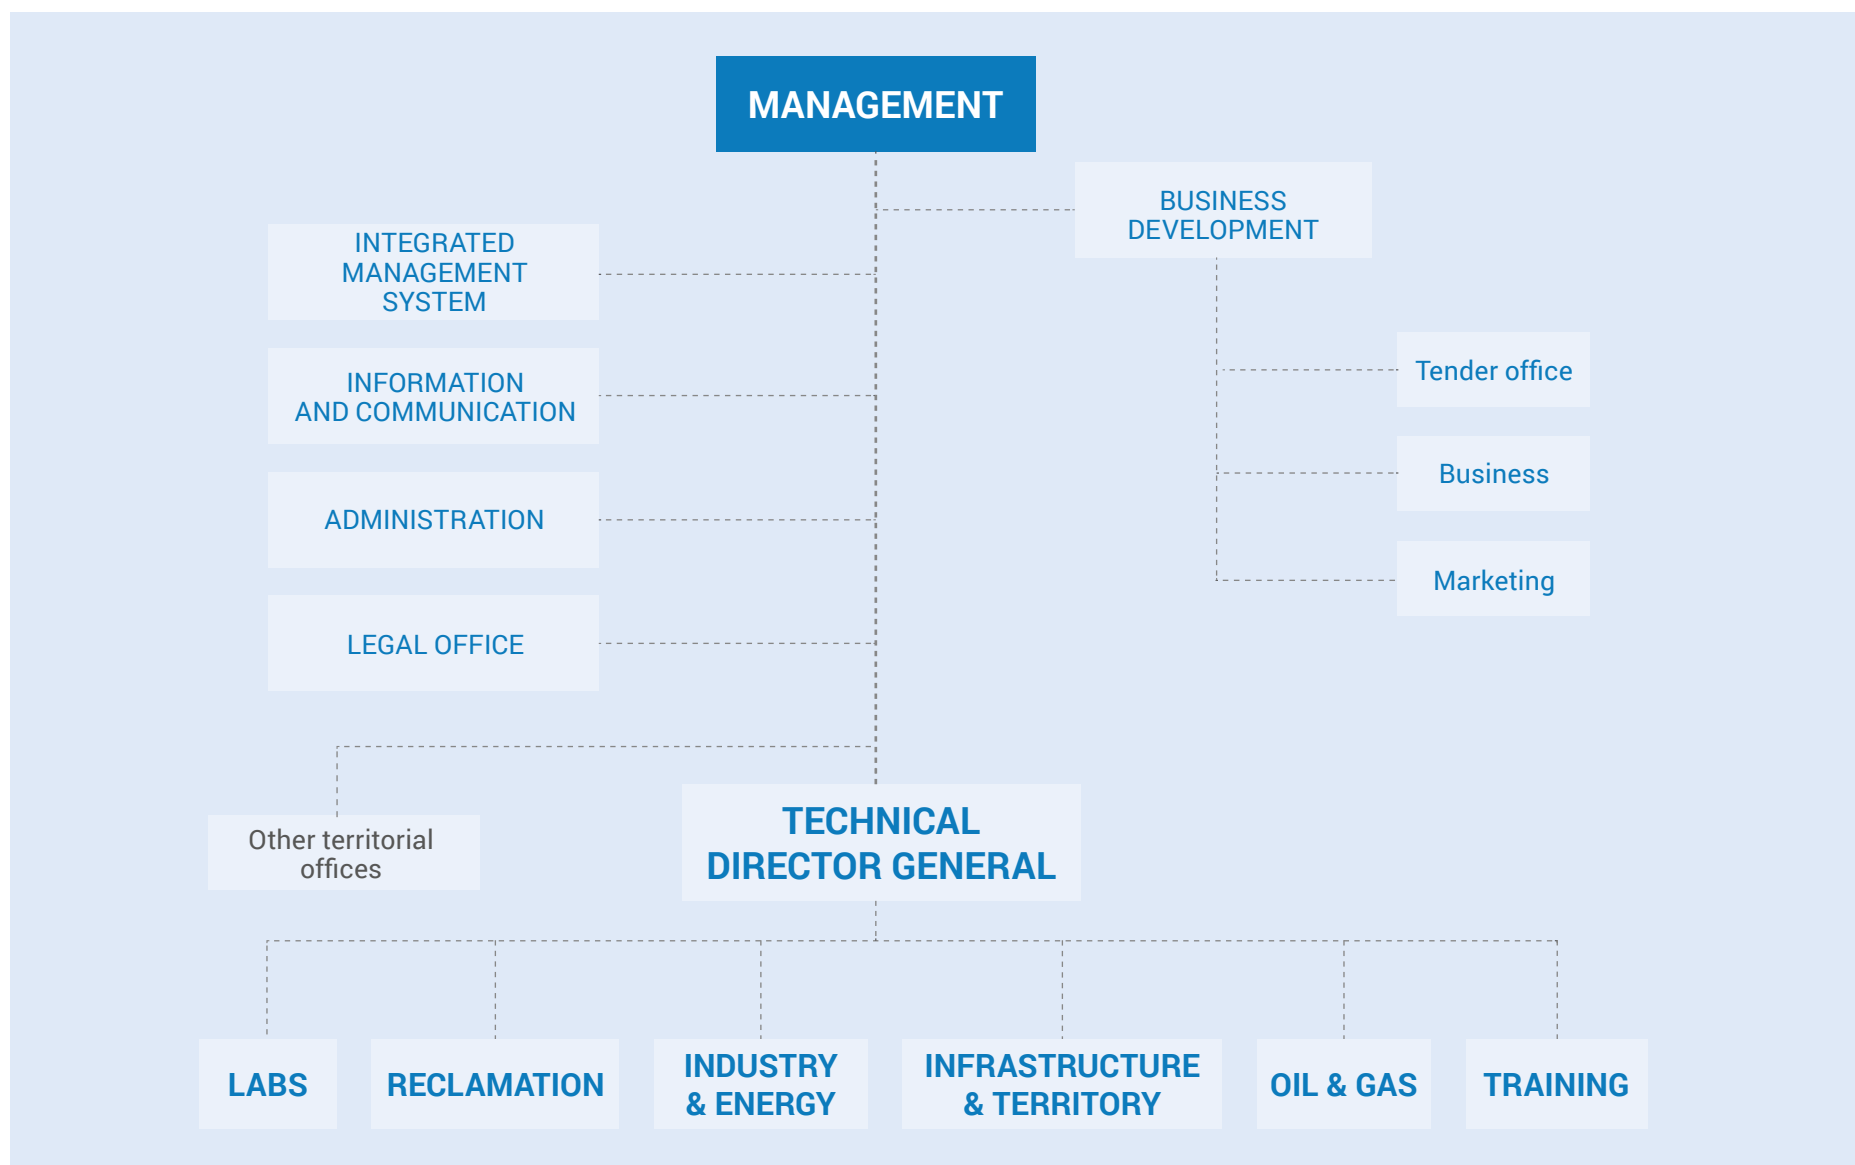 MANAGEMENT
BUSINESS
DEVELOPMENT
INTEGRATED
MANAGEMENT
SYSTEM
INFORMATION
AND COMMUNICATION
ADMINISTRATION
LEGAL OFFICE
Tender office
Business
Marketing
Other territorial
offices
TECHNICAL
DIRECTOR GENERAL
LABS
RECLAMATION
INDUSTRY
& ENERGY
INFRASTRUCTURE
& TERRITORY
OIL & GAS
TRAINING